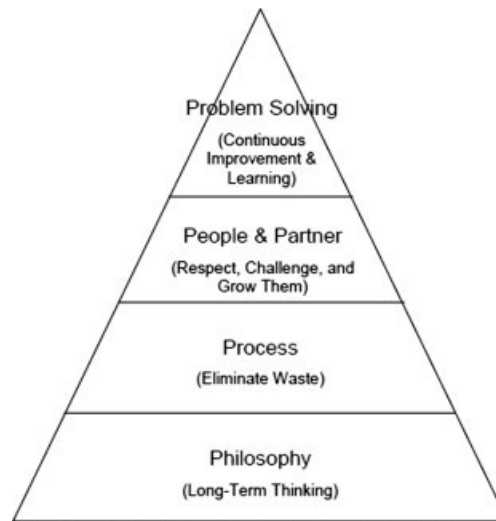 Problem Solving
(Continuous
Improvement &
Learning)
People & Partner
(Respect, Challenge, and
Grow Them)
Process
(Eliminate Waste)
Philosophy
(Long-Term Thinking)